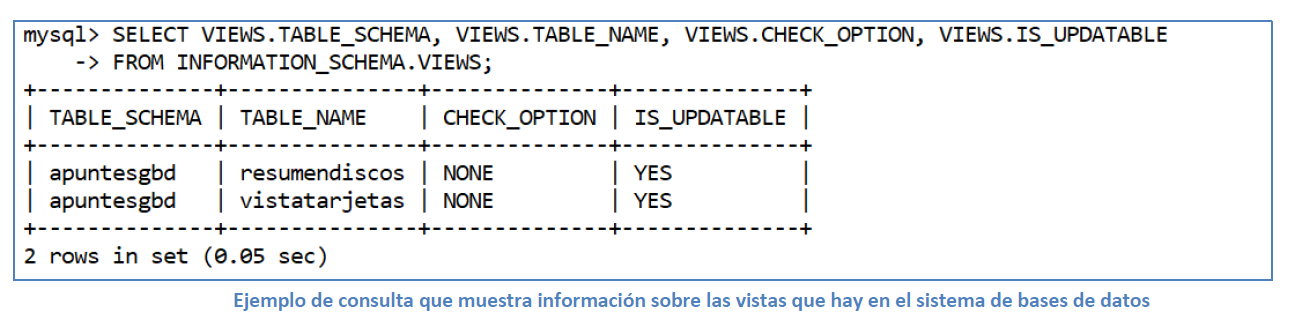 mysql> SELECT VIEWS.TABLE_SCHEMA, VIEWS.TABLE_NAME, VIEWS.CHECK_OPTION, VIEWS.IS_UPDATABLE
    -> FROM INFORMATION_SCHEMA.VIEWS;
+--------------+---------------+--------------+--------------+
| TABLE_SCHEMA | TABLE_NAME    | CHECK_OPTION | IS_UPDATABLE |
+--------------+---------------+--------------+--------------+
| apuntesgbd   | resumendiscos | NONE         | YES          |
| apuntesgbd   | vistatarjetas | NONE         | YES          |
+--------------+---------------+--------------+--------------+
2 rows in set (0.05 sec)
Ejemplo de consulta que muestra información sobre las vistas que hay en el sistema de bases de datos